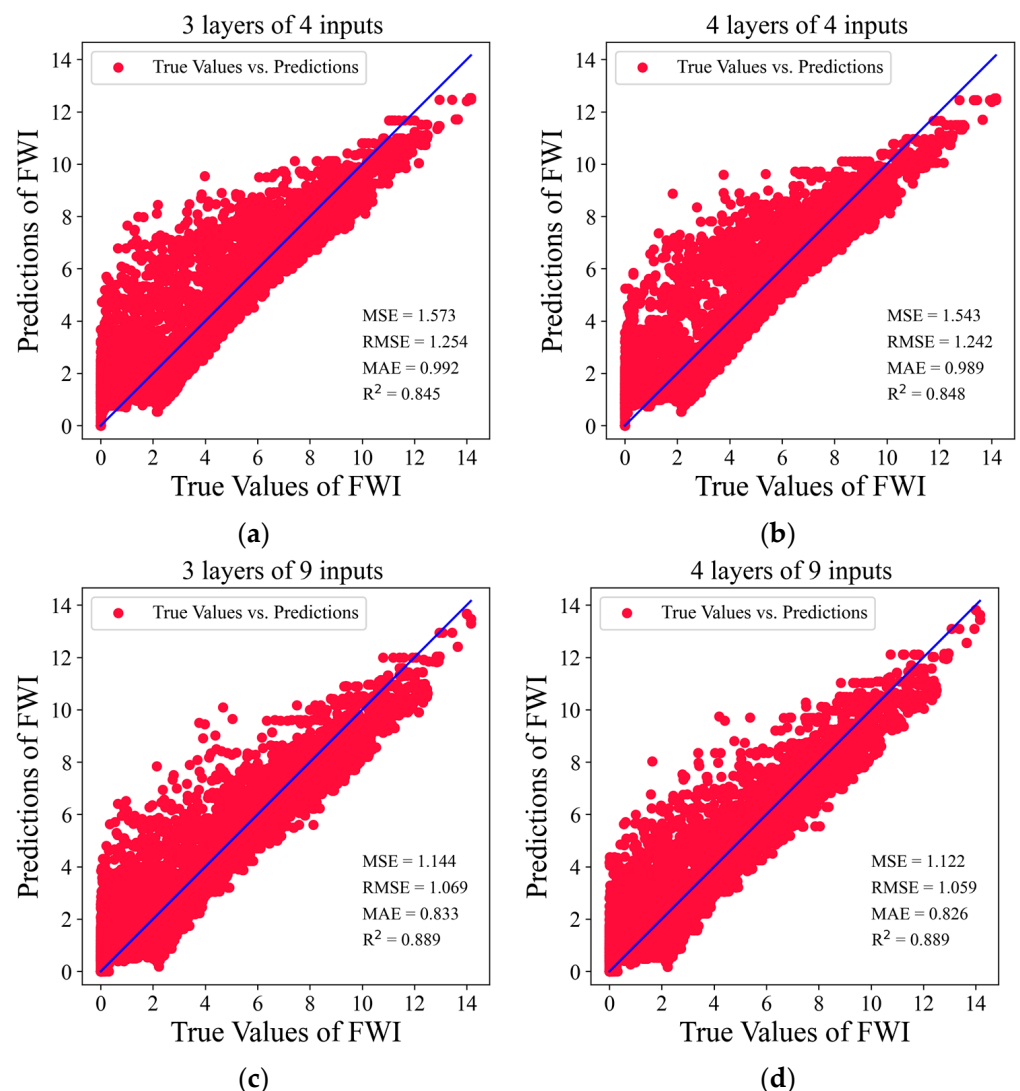 3 layers of 4 inputs
14
12
10
8
6
4
2
0
Predictions of FWI
True Values vs. Predictions
MSE = 1.573
RMSE = 1.254
MAE = 0.992
R² = 0.845
0 2 4 6 8 10 12 14
True Values of FWI
(a)
4 layers of 4 inputs
14
12
10
8
6
4
2
0
Predictions of FWI
True Values vs. Predictions
MSE = 1.543
RMSE = 1.242
MAE = 0.989
R² = 0.848
0 2 4 6 8 10 12 14
True Values of FWI
(b)
3 layers of 9 inputs
14
12
10
8
6
4
2
0
Predictions of FWI
True Values vs. Predictions
MSE = 1.144
RMSE = 1.069
MAE = 0.833
R² = 0.889
0 2 4 6 8 10 12 14
True Values of FWI
(c)
4 layers of 9 inputs
14
12
10
8
6
4
2
0
Predictions of FWI
True Values vs. Predictions
MSE = 1.122
RMSE = 1.059
MAE = 0.826
R² = 0.889
0 2 4 6 8 10 12 14
True Values of FWI
(d)